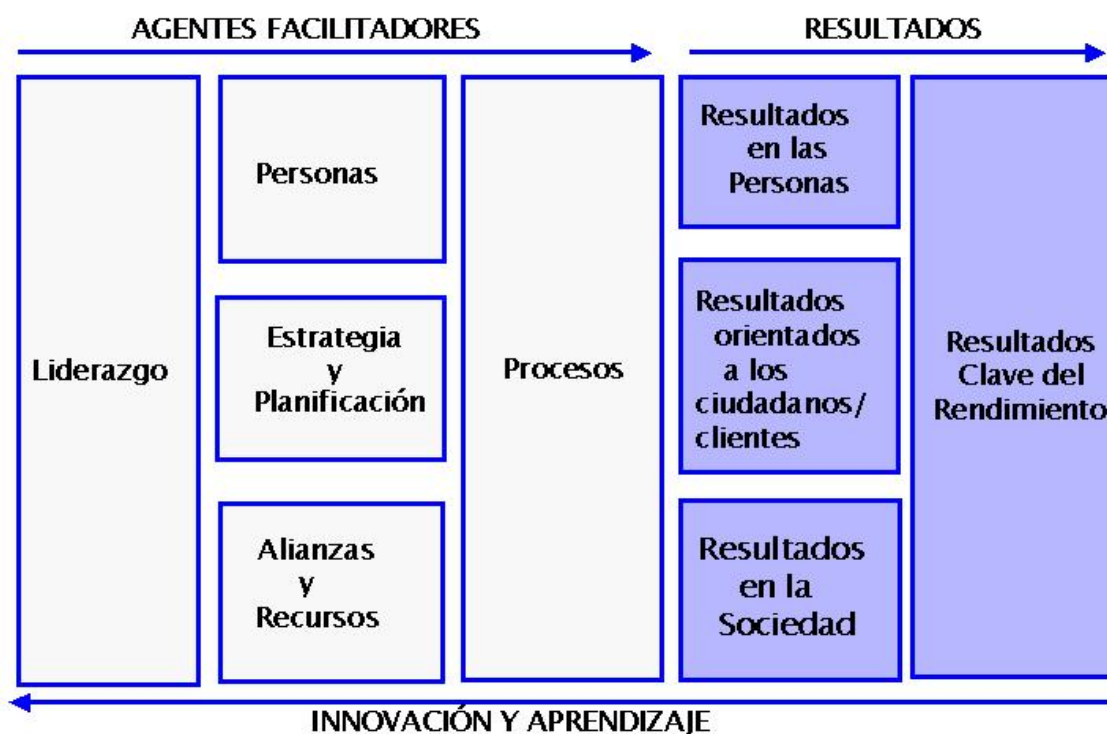 AGENTES FACILITADORES
RESULTADOS
Liderazgo
Personas
Estrategia
y
Planificación
Alianzas
y
Recursos
Procesos
Resultados
en las
Personas
Resultados
orientados
a los
ciudadanos/
clientes
Resultados
en la
Sociedad
Resultados
Clave del
Rendimiento
INNOVACIÓN Y APRENDIZAJE